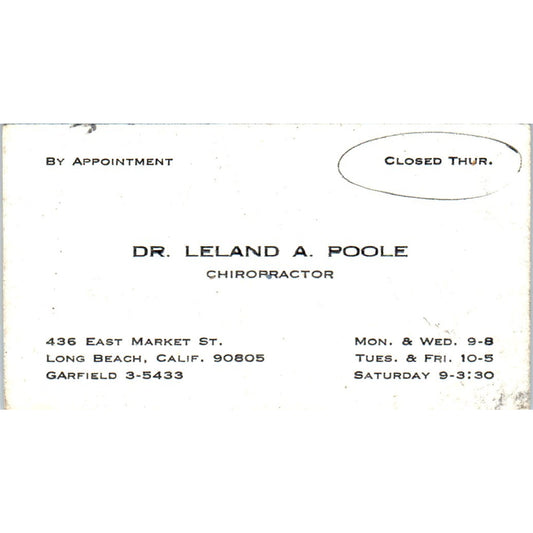 BY APPOINTMENT
CLOSED THUR.
DR. LELAND A. POOLE
CHIROPRACTOR
436 EAST MARKET ST.
LONG BEACH, CALIF. 90805
GARFIELD 3-5433
MON. & WED. 9-8
TUES. & FRI. 10-5
SATURDAY 9-3:30